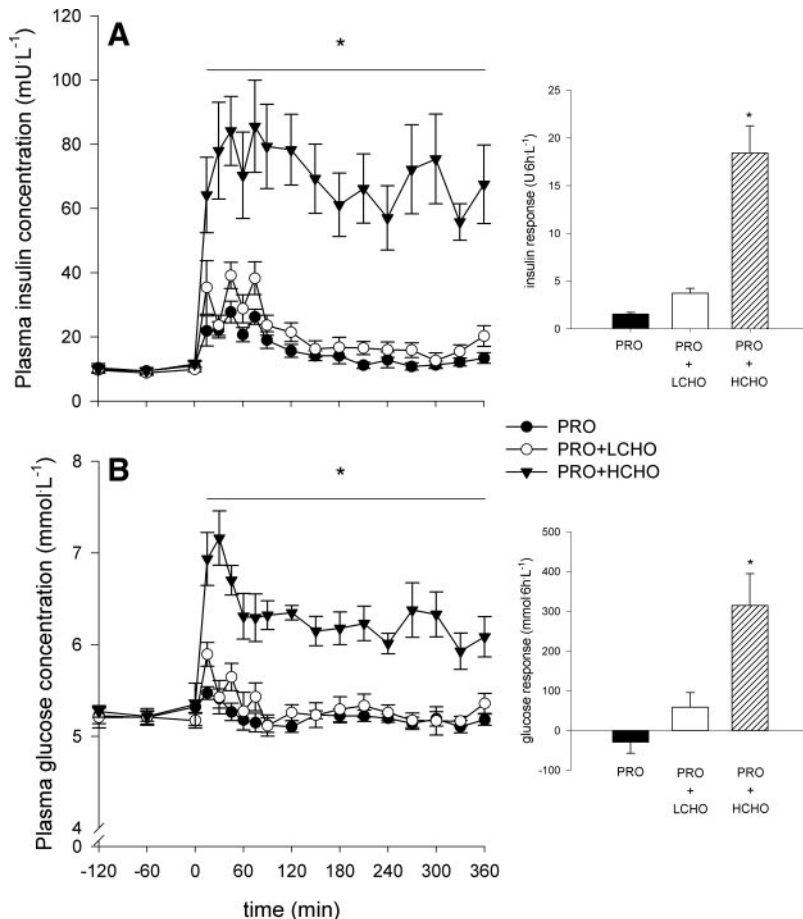 A
*
Plasma insulin concentration (mU·L⁻¹)
120
100
80
60
40
20
0
insulin response (U·6h·L⁻¹)
25
20
15
10
5
0
*
PRO
PRO
+
LCHO
PRO
+
HCHO
PRO
PRO+LCHO
PRO+HCHO
B
*
Plasma glucose concentration (mmol·L⁻¹)
8
7
6
5
4
0
-120
-60
0
60
120
180
240
300
360
time (min)
glucose response (mmol·6h·L⁻¹)
500
400
300
200
100
0
-100
*
PRO
PRO
+
LCHO
PRO
+
HCHO